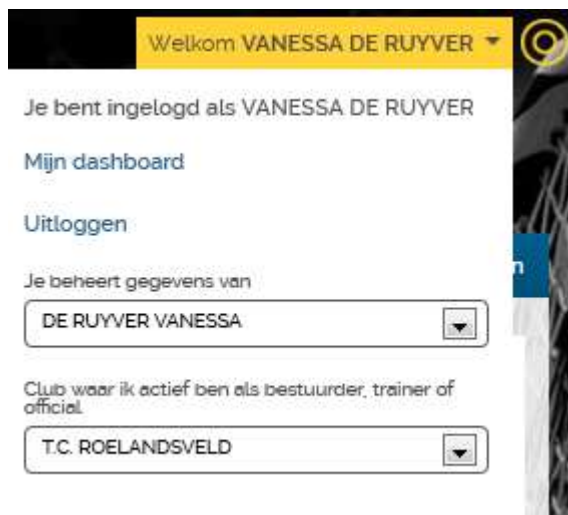 Welkom VANESSA DE RUYVER
Je bent ingelogd als VANESSA DE RUYVER
Mijn dashboard
Uitloggen
n
Je beheert gegevens van
DE RUYVER VANESSA
Club waar ik actief ben als bestuurder, trainer of
official.
T.C. ROELANDSVELD